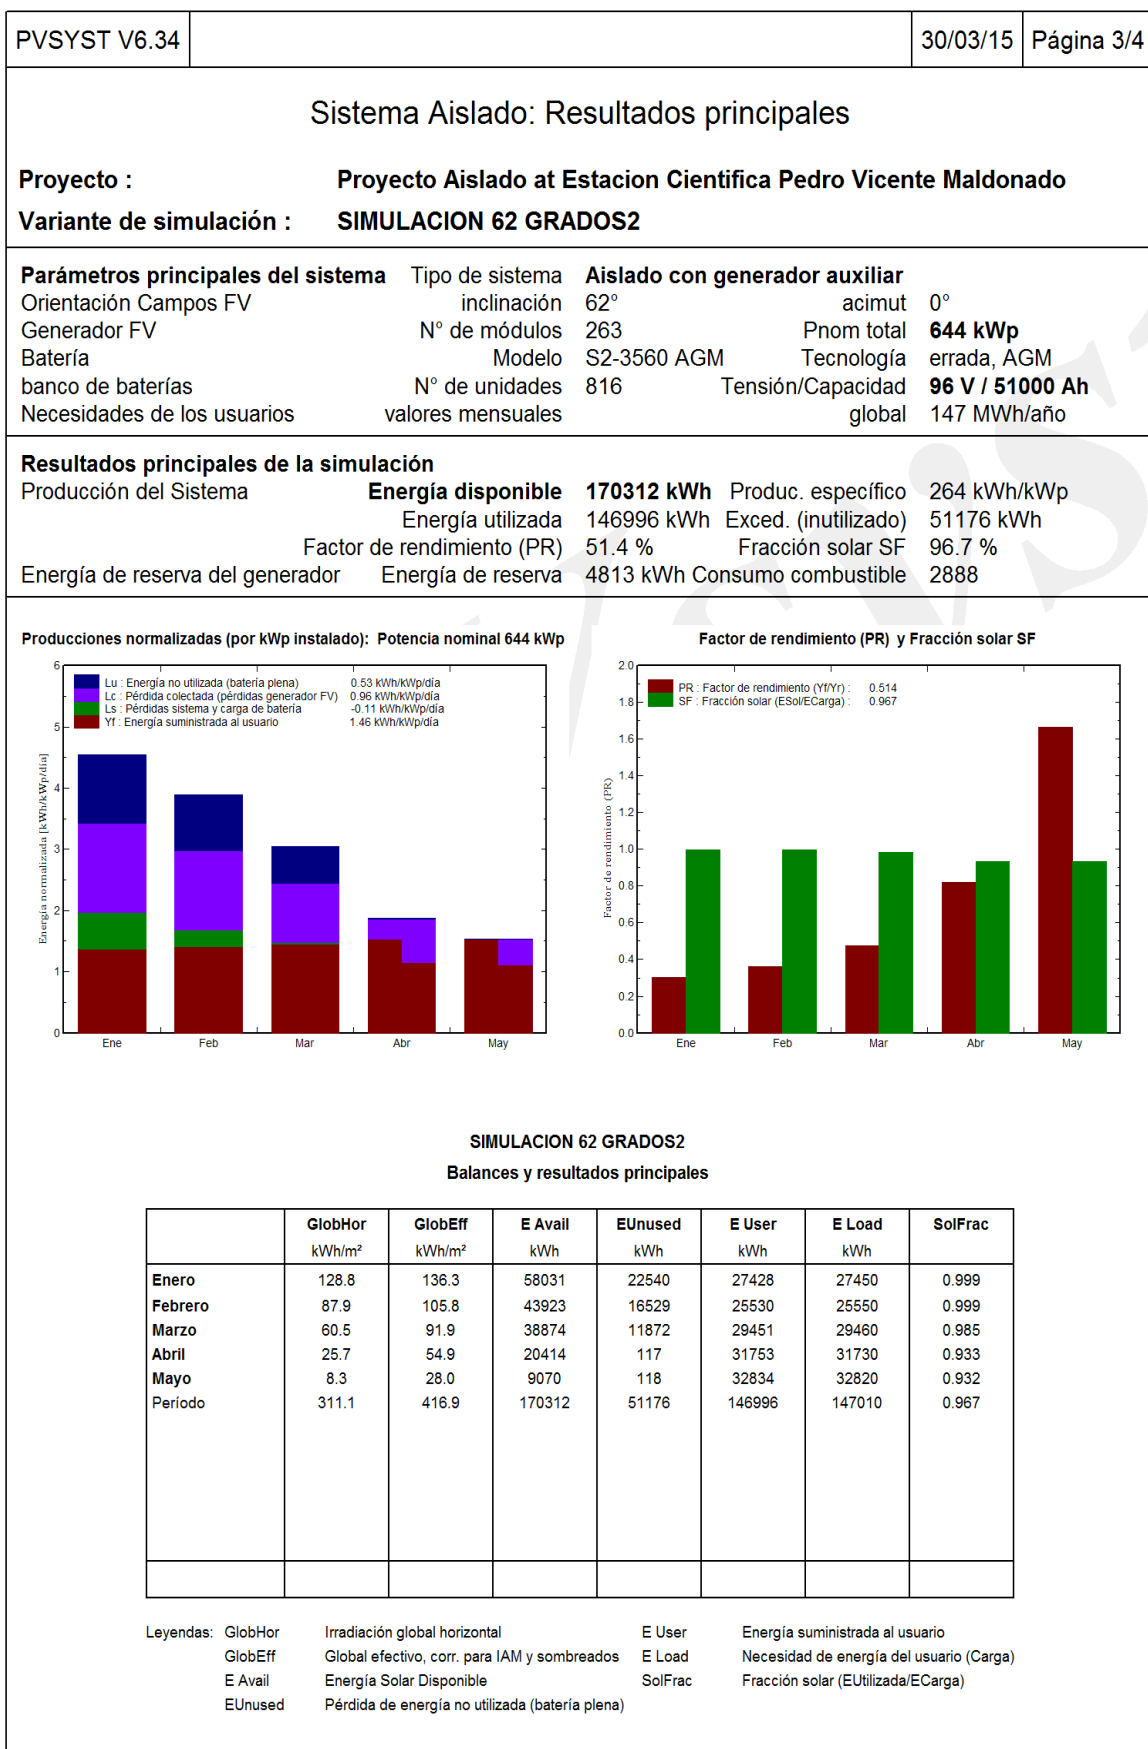 PVSYST V6.34 30/03/15 Página 3/4
Sistema Aislado: Resultados principales
Proyecto : Proyecto Aislado at Estacion Cientifica Pedro Vicente Maldonado
Variante de simulación : SIMULACION 62 GRADOS2
Parámetros principales del sistema Tipo de sistema Aislado con generador auxiliar
Orientación Campos FV inclinación 62° acimut 0°
Generador FV N° de módulos 263 Pnom total 644 kWp
Batería Modelo S2-3560 AGM Tecnología errada, AGM
banco de baterías N° de unidades 816 Tensión/Capacidad 96 V / 51000 Ah
Necesidades de los usuarios valores mensuales global 147 MWh/año
Resultados principales de la simulación
Producción del Sistema Energía disponible 170312 kWh Produc. específico 264 kWh/kWp
Energía utilizada 146996 kWh Exced. (inutilizado) 51176 kWh
Factor de rendimiento (PR) 51.4 % Fracción solar SF 96.7 %
Energía de reserva del generador Energía de reserva 4813 kWh Consumo combustible 2888
Producciones normalizadas (por kWp instalado): Potencia nominal 644 kWp
Lu : Energía no utilizada (batería plena) 0.53 kWh/kWp/día
Lc : Pérdida colectada (pérdidas generador FV) 0.96 kWh/kWp/día
Ls : Pérdidas sistema y carga de batería -0.11 kWh/kWp/día
Yf : Energía suministrada al usuario 1.46 kWh/kWp/día
Energía normalizada [kWh/kWp/día]
6
5
4
3
2
1
0
Ene Feb Mar Abr May
Factor de rendimiento (PR) y Fracción solar SF
PR : Factor de rendimiento (Yf/Yr) : 0.514
SF : Fracción solar (ESol/ECarga) : 0.967
Factor de rendimiento (PR)
2.0
1.8
1.6
1.4
1.2
1.0
0.8
0.6
0.4
0.2
0.0
Ene Feb Mar Abr May
SIMULACION 62 GRADOS2
Balances y resultados principales
GlobHor GlobEff E Avail EUnused E User E Load SolFrac
kWh/m² kWh/m² kWh kWh kWh kWh
Enero 128.8 136.3 58031 22540 27428 27450 0.999
Febrero 87.9 105.8 43923 16529 25530 25550 0.999
Marzo 60.5 91.9 38874 11872 29451 29460 0.985
Abril 25.7 54.9 20414 117 31753 31730 0.933
Mayo 8.3 28.0 9070 118 32834 32820 0.932
Período 311.1 416.9 170312 51176 146996 147010 0.967
Leyendas: GlobHor Irradiación global horizontal E User Energía suministrada al usuario
GlobEff Global efectivo, corr. para IAM y sombreados E Load Necesidad de energía del usuario (Carga)
E Avail Energía Solar Disponible SolFrac Fracción solar (EUtilizada/ECarga)
EUnused Pérdida de energía no utilizada (batería plena)